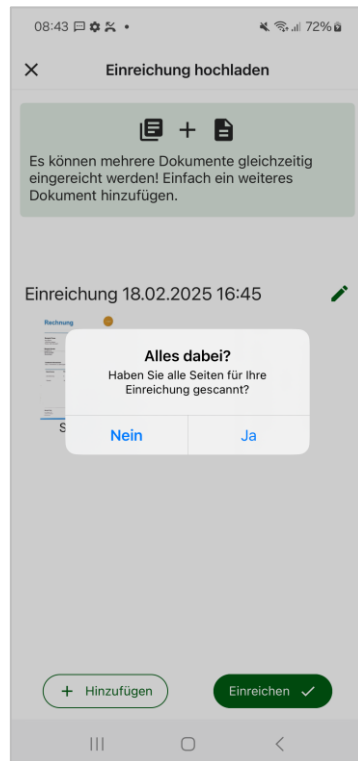 08:43
72%
Einreichung hochladen
Es können mehrere Dokumente gleichzeitig
eingereicht werden! Einfach ein weiteres
Dokument hinzufügen.
Einreichung 18.02.2025 16:45
Rechnung
Alles dabei?
Haben Sie alle Seiten für Ihre
Einreichung gescannt?
S
Nein
Ja
Hinzufügen
Einreichen